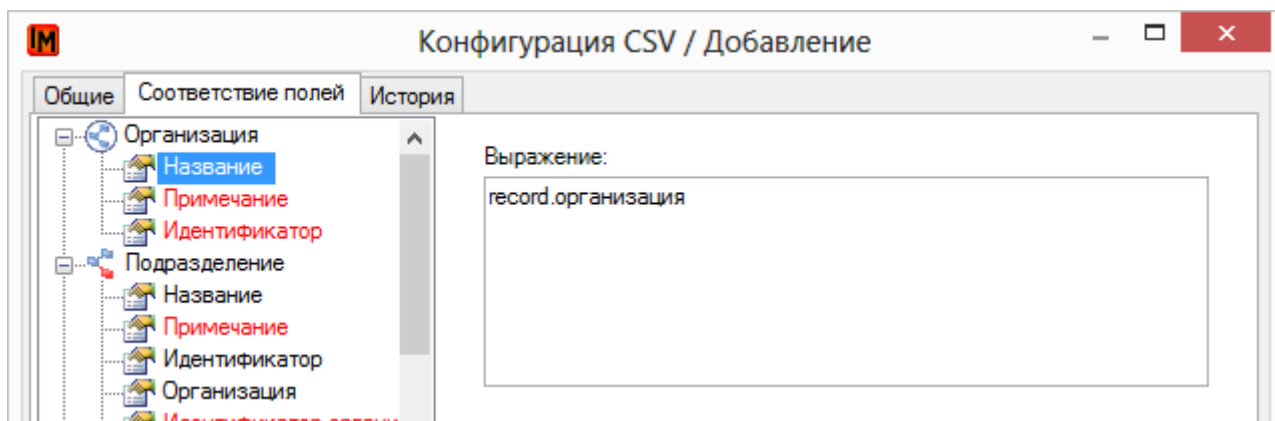 IM
Конфигурация CSV / Добавление
Общие Соответствие полей История
Организация
Название
Примечание
Идентификатор
Подразделение
Название
Примечание
Идентификатор
Организация
Выражение:
record.организация